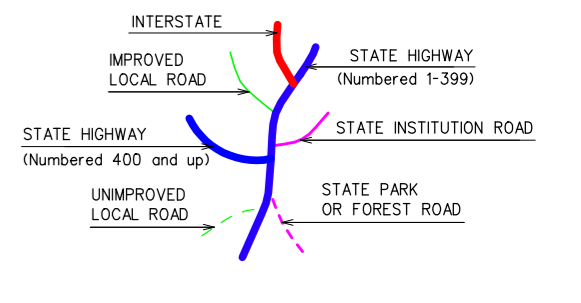 INTERSTATE
STATE HIGHWAY
(Numbered 1-399)
IMPROVED
LOCAL ROAD
STATE INSTITUTION ROAD
STATE HIGHWAY
(Numbered 400 and up)
STATE PARK
OR FOREST ROAD
UNIMPROVED
LOCAL ROAD